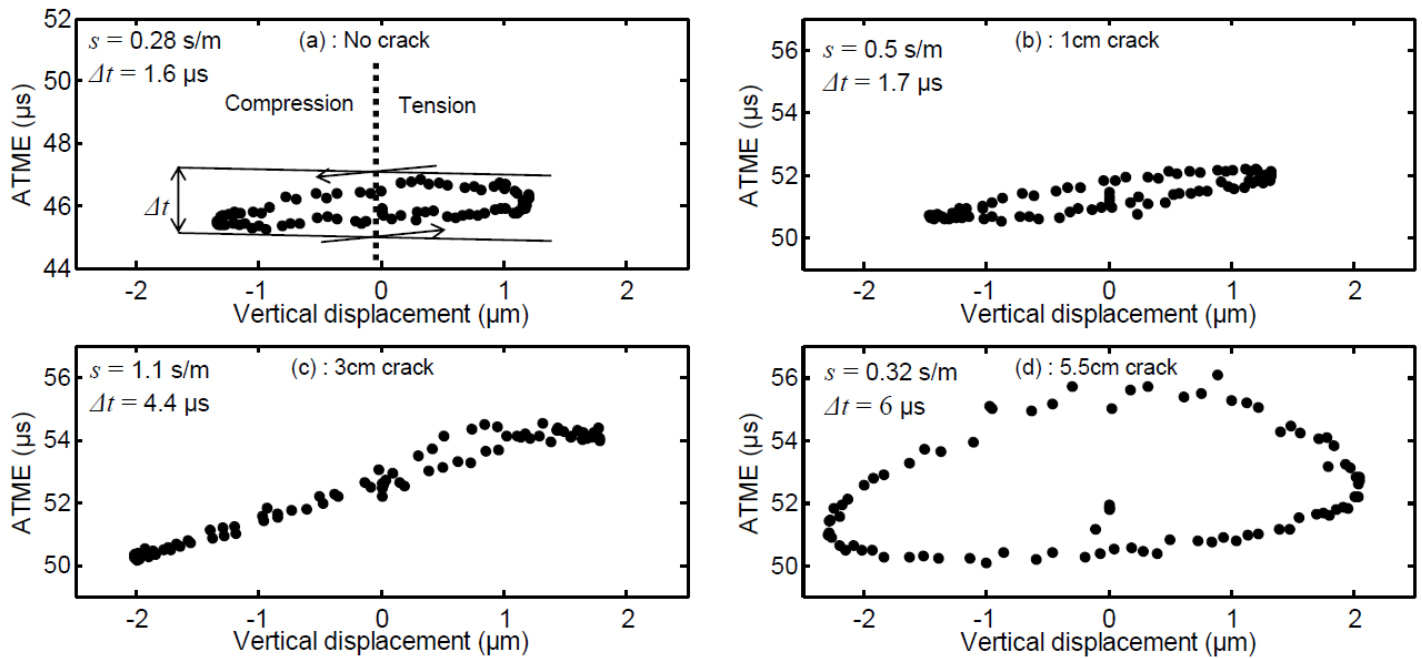 (a) : No crack
s = 0.28 s/m
Δt = 1.6 µs
Compression
Tension
Δt
ATME (µs)
52
50
48
46
44
-2 -1 0 1 2
Vertical displacement (µm)
(b) : 1cm crack
s = 0.5 s/m
Δt = 1.7 µs
ATME (µs)
56
54
52
50
-2 -1 0 1 2
Vertical displacement (µm)
(c) : 3cm crack
s = 1.1 s/m
Δt = 4.4 µs
ATME (µs)
56
54
52
50
-2 -1 0 1 2
Vertical displacement (µm)
(d) : 5.5cm crack
s = 0.32 s/m
Δt = 6 µs
ATME (µs)
56
54
52
50
-2 -1 0 1 2
Vertical displacement (µm)